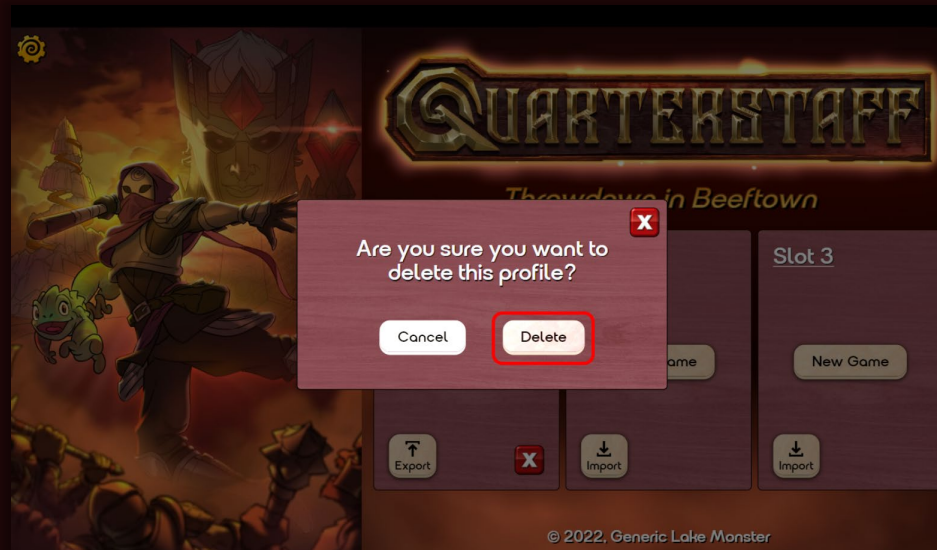 QUARTERSTAFF
Throwdown in Beeftown
X
Are you sure you want to
delete this profile?
Cancel
Delete
Slot 3
ame
New Game
Export
X
Import
Import
© 2022, Generic Lake Monster